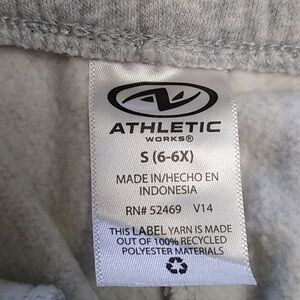 ATHLETIC
WORKS®
S (6-6X)
MADE IN/HECHO EN
INDONESIA
RN# 52469 V14
THIS LABEL YARN IS MADE
OUT OF 100% RECYCLED
POLYESTER MATERIALS